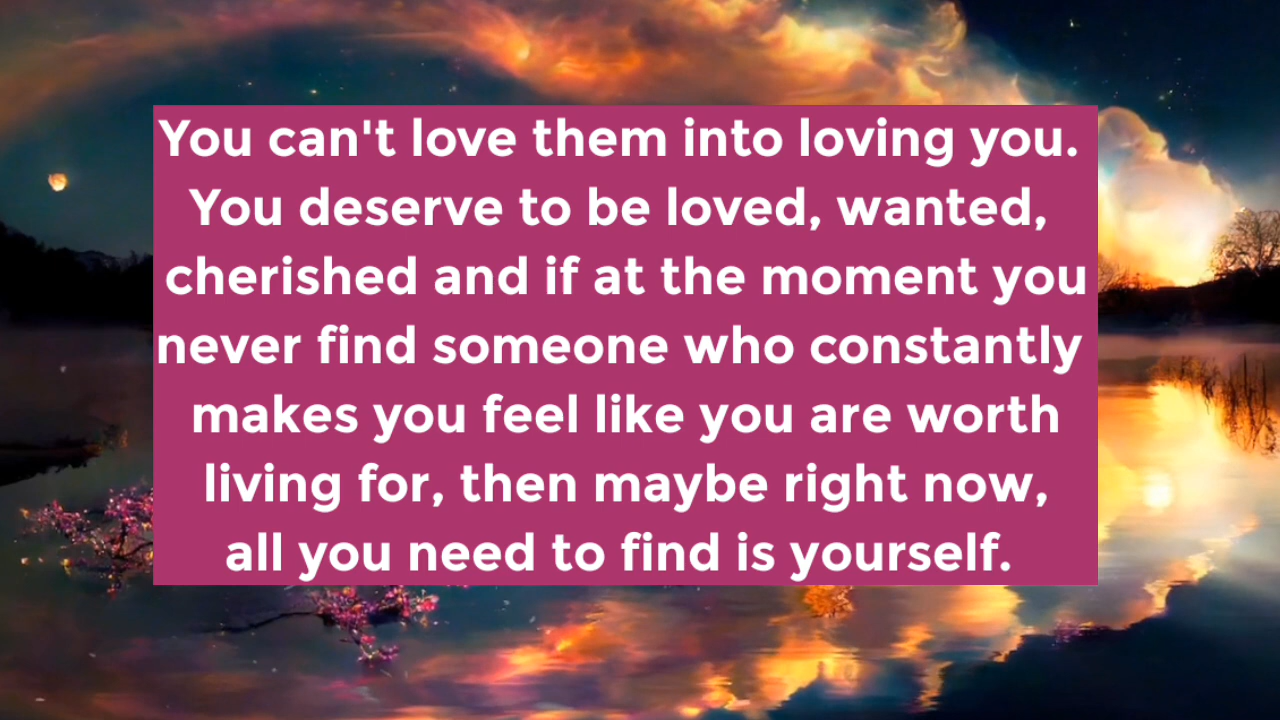 You can't love them into loving you.
You deserve to be loved, wanted,
cherished and if at the moment you
never find someone who constantly
makes you feel like you are worth
living for, then maybe right now,
all you need to find is yourself.